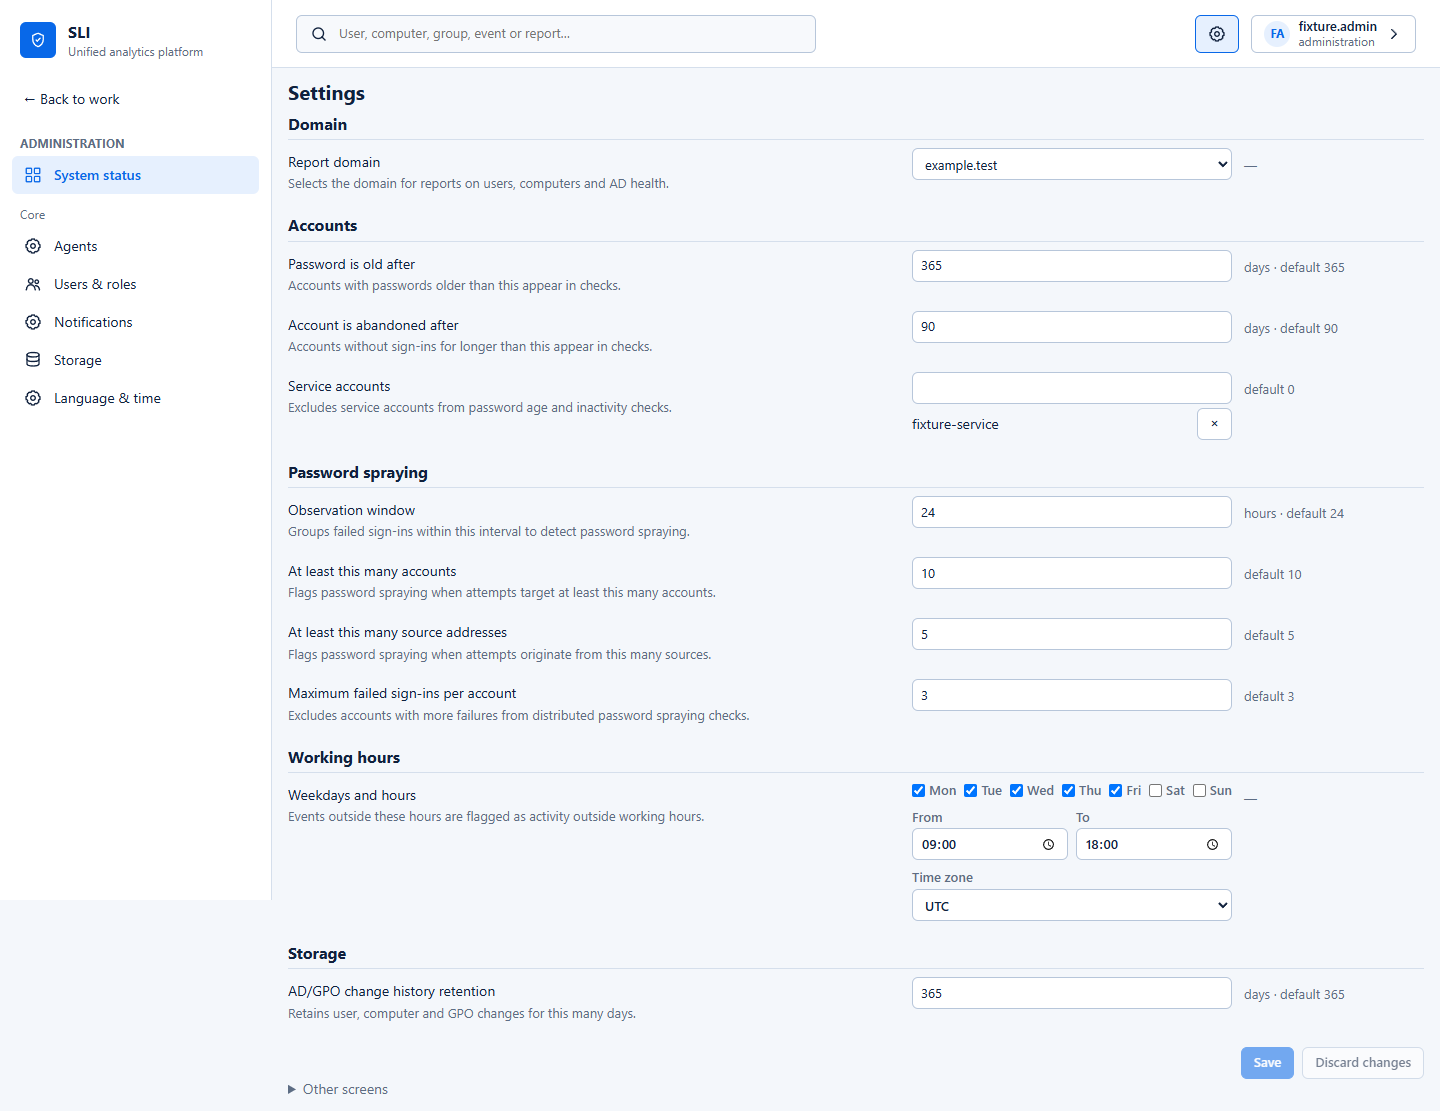 SLI
Unified analytics platform
← Back to work
ADMINISTRATION
System status
Core
Agents
Users & roles
Notifications
Storage
Language & time
User, computer, group, event or report...
FA
fixture.admin
administration
Settings
Domain
Report domain
Selects the domain for reports on users, computers and AD health.
example.test
—
Accounts
Password is old after
Accounts with passwords older than this appear in checks.
365
days · default 365
Account is abandoned after
Accounts without sign-ins for longer than this appear in checks.
90
days · default 90
Service accounts
Excludes service accounts from password age and inactivity checks.
default 0
fixture-service
×
Password spraying
Observation window
Groups failed sign-ins within this interval to detect password spraying.
24
hours · default 24
At least this many accounts
Flags password spraying when attempts target at least this many accounts.
10
default 10
At least this many source addresses
Flags password spraying when attempts originate from this many sources.
5
default 5
Maximum failed sign-ins per account
Excludes accounts with more failures from distributed password spraying checks.
3
default 3
Working hours
Weekdays and hours
Events outside these hours are flagged as activity outside working hours.
Mon Tue Wed Thu Fri Sat Sun
—
From To
09:00 18:00
Time zone
UTC
Storage
AD/GPO change history retention
Retains user, computer and GPO changes for this many days.
365
days · default 365
Save
Discard changes
Other screens